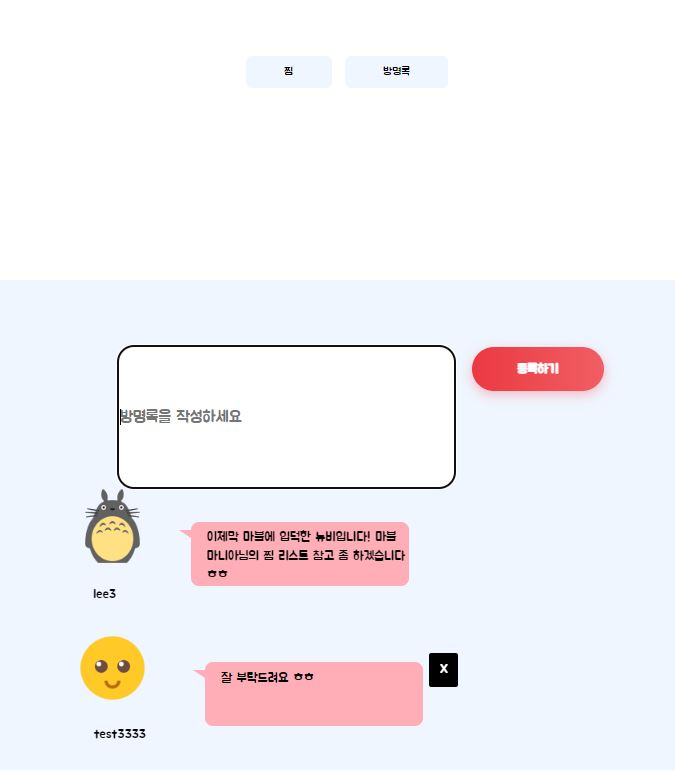 찜
방명록
등록하기
방명록을 작성하세요
이제막 마블에 입덕한 뉴비입니다! 마블
마니아님의 찜 리스트 참고 좀 하겠습니다
ㅎㅎ
lee3
잘 부탁드려요 ㅎㅎ
X
test3333